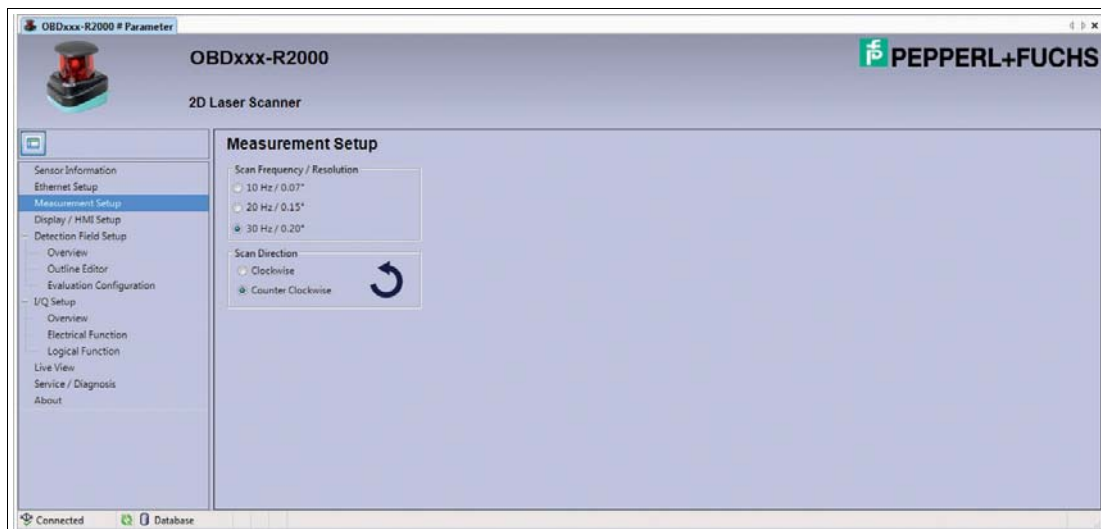 OBDxxx-R2000 # Parameter
OBDxxx-R2000
PEPPERL+FUCHS
2D Laser Scanner
Sensor Information
Ethernet Setup
Measurement Setup
Display / HMI Setup
Detection Field Setup
Overview
Outline Editor
Evaluation Configuration
I/Q Setup
Overview
Electrical Function
Logical Function
Live View
Service / Diagnosis
About
Measurement Setup
Scan Frequency / Resolution
10 Hz / 0.07°
20 Hz / 0.15°
30 Hz / 0.20°
Scan Direction
Clockwise
Counter Clockwise
Connected
Database